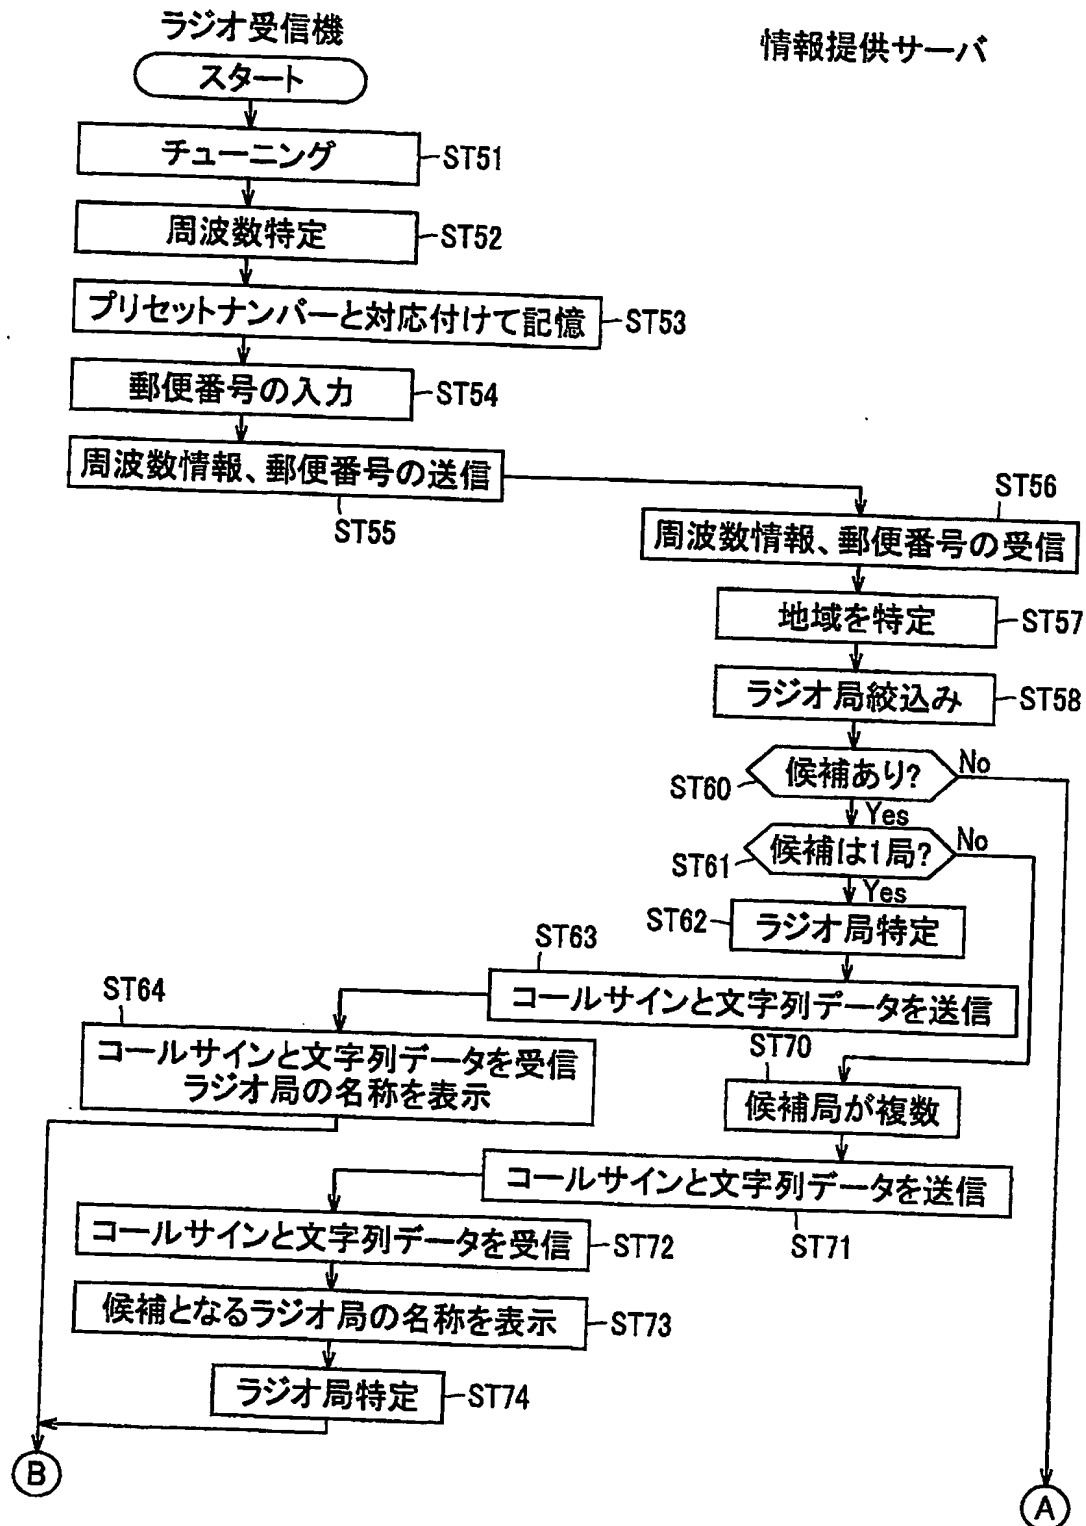 ラジオ受信機
情報提供サーバ
スタート
チューニング
ST51
周波数特定
ST52
プリセットナンバーと対応付けて記憶
ST53
郵便番号の入力
ST54
周波数情報、郵便番号の送信
ST55
ST56
周波数情報、郵便番号の受信
地域を特定
ST57
ラジオ局絞込み
ST58
候補あり?
No
ST60
Yes
候補は1局?
No
ST61
Yes
ST62
ラジオ局特定
ST63
コールサインと文字列データを送信
ST64
コールサインと文字列データを受信
ラジオ局の名称を表示
ST70
候補局が複数
コールサインと文字列データを送信
ST71
コールサインと文字列データを受信
ST72
候補となるラジオ局の名称を表示
ST73
ラジオ局特定
ST74
B
A